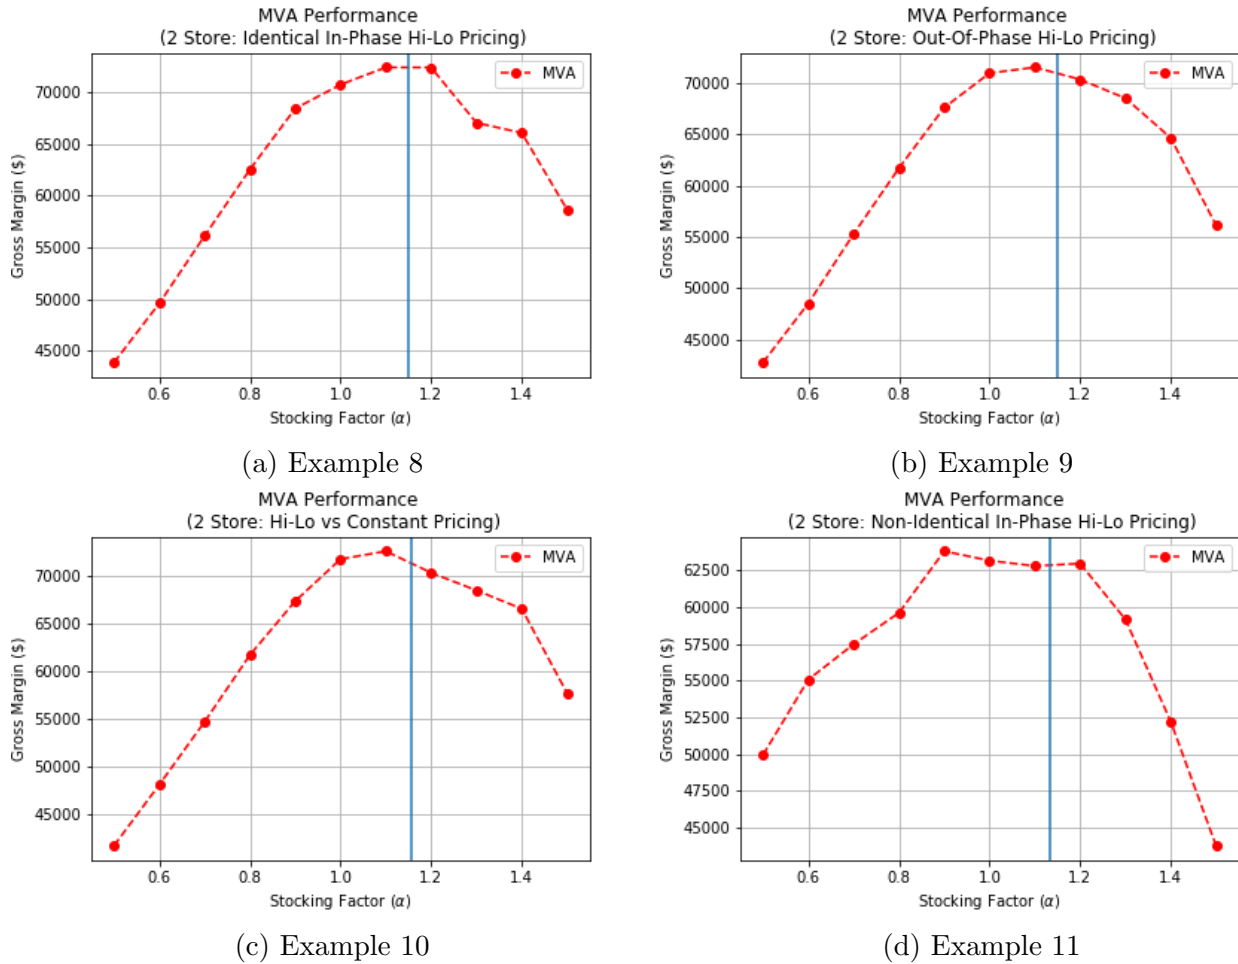 MVA Performance
(2 Store: Identical In-Phase Hi-Lo Pricing)
MVA
70000
65000
60000
55000
50000
45000
Gross Margin ($)
0.6 0.8 1.0 1.2 1.4
Stocking Factor (α)
(a) Example 8
MVA Performance
(2 Store: Out-Of-Phase Hi-Lo Pricing)
MVA
70000
65000
60000
55000
50000
45000
Gross Margin ($)
0.6 0.8 1.0 1.2 1.4
Stocking Factor (α)
(b) Example 9
MVA Performance
(2 Store: Hi-Lo vs Constant Pricing)
MVA
70000
65000
60000
55000
50000
45000
Gross Margin ($)
0.6 0.8 1.0 1.2 1.4
Stocking Factor (α)
(c) Example 10
MVA Performance
(2 Store: Non-Identical In-Phase Hi-Lo Pricing)
MVA
62500
60000
57500
55000
52500
50000
47500
45000
Gross Margin ($)
0.6 0.8 1.0 1.2 1.4
Stocking Factor (α)
(d) Example 11